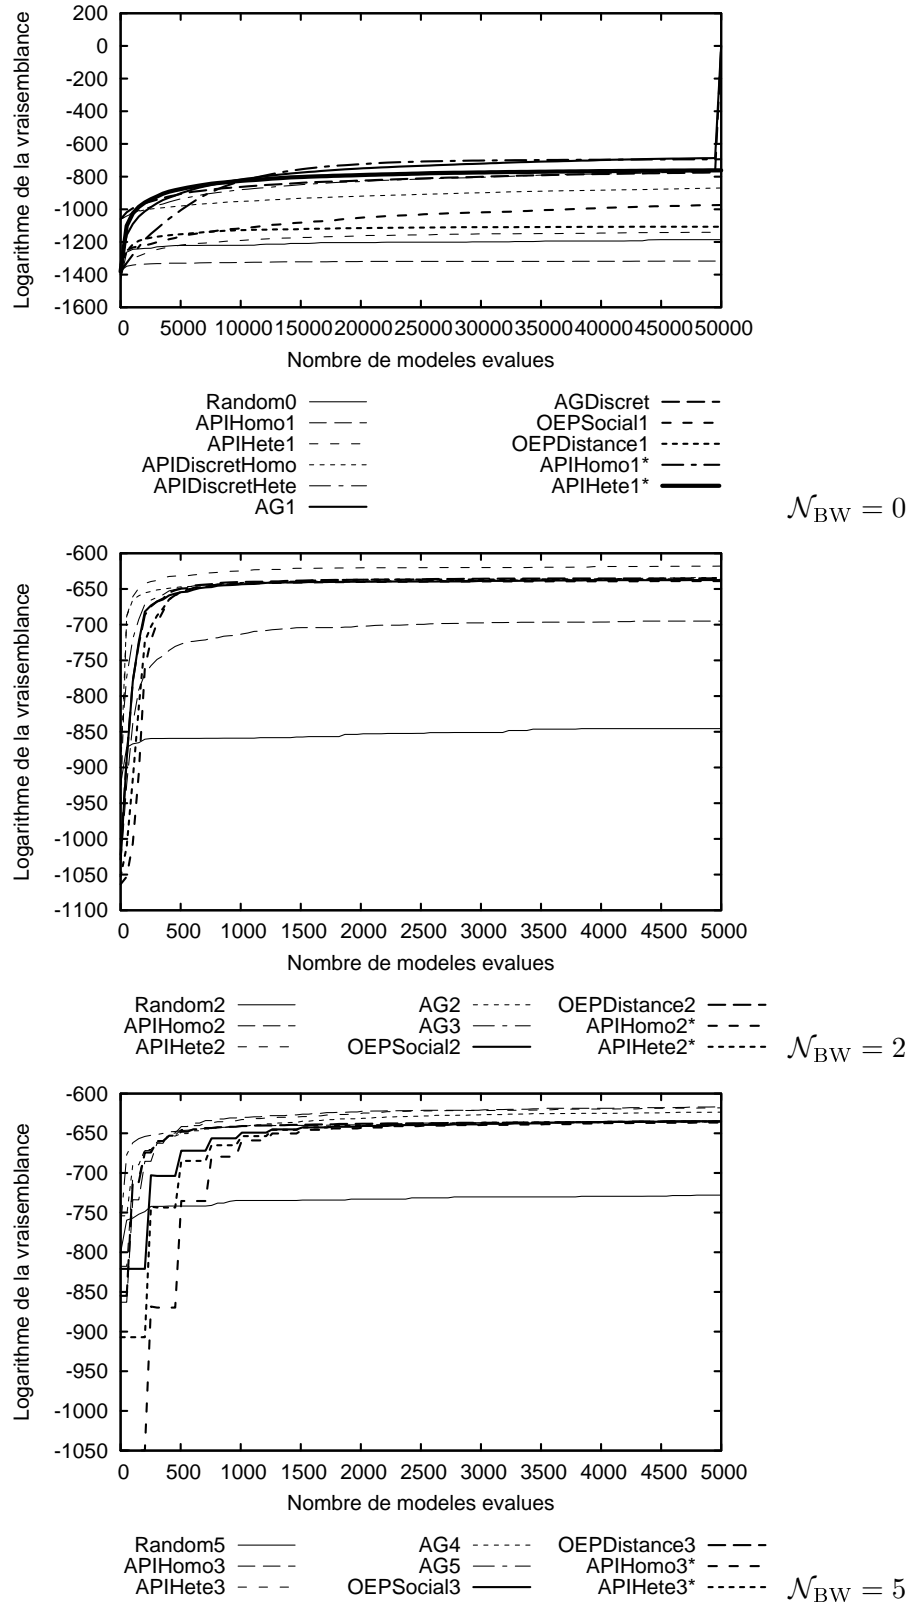 200
0
-200
-400
-600
-800
-1000
-1200
-1400
-1600
Logarithme de la vraisemblance
0 5000 10000 15000 20000 25000 30000 35000 40000 45000 50000
Nombre de modeles evalues
Random0 AGDiscret
APIHomo1 OEPSocial1
APIHete1 OEPDistance1
APIDiscretHomo APIHomo1*
APIDiscretHete APIHete1*
AG1
N_BW = 0
-600
-650
-700
-750
-800
-850
-900
-950
-1000
-1050
-1100
Logarithme de la vraisemblance
0 500 1000 1500 2000 2500 3000 3500 4000 4500 5000
Nombre de modeles evalues
Random2 AG2 OEPDistance2
APIHomo2 AG3 APIHomo2*
APIHete2 OEPSocial2 APIHete2*
N_BW = 2
-600
-650
-700
-750
-800
-850
-900
-950
-1000
-1050
Logarithme de la vraisemblance
0 500 1000 1500 2000 2500 3000 3500 4000 4500 5000
Nombre de modeles evalues
Random5 AG4 OEPDistance3
APIHomo3 AG5 APIHomo3*
APIHete3 OEPSocial3 APIHete3*
N_BW = 5